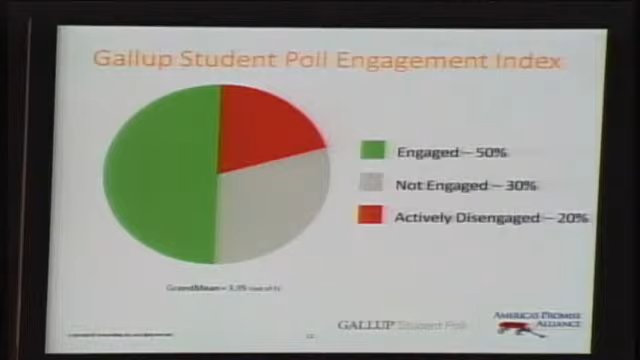 Gallup Student Poll Engagement Index
Engaged – 50%
Not Engaged – 30%
Actively Disengaged – 20%
GrandMean =
GALLUP Student Poll
AMERICA'S PROMISE
ALLIANCE